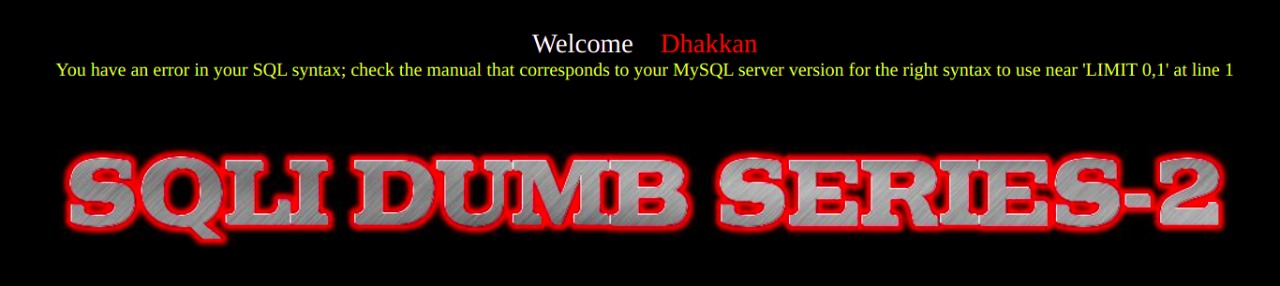 Welcome Dhakkan
You have an error in your SQL syntax; check the manual that corresponds to your MySQL server version for the right syntax to use near 'LIMIT 0,1' at line 1
SQLI DUMB SERIES-2